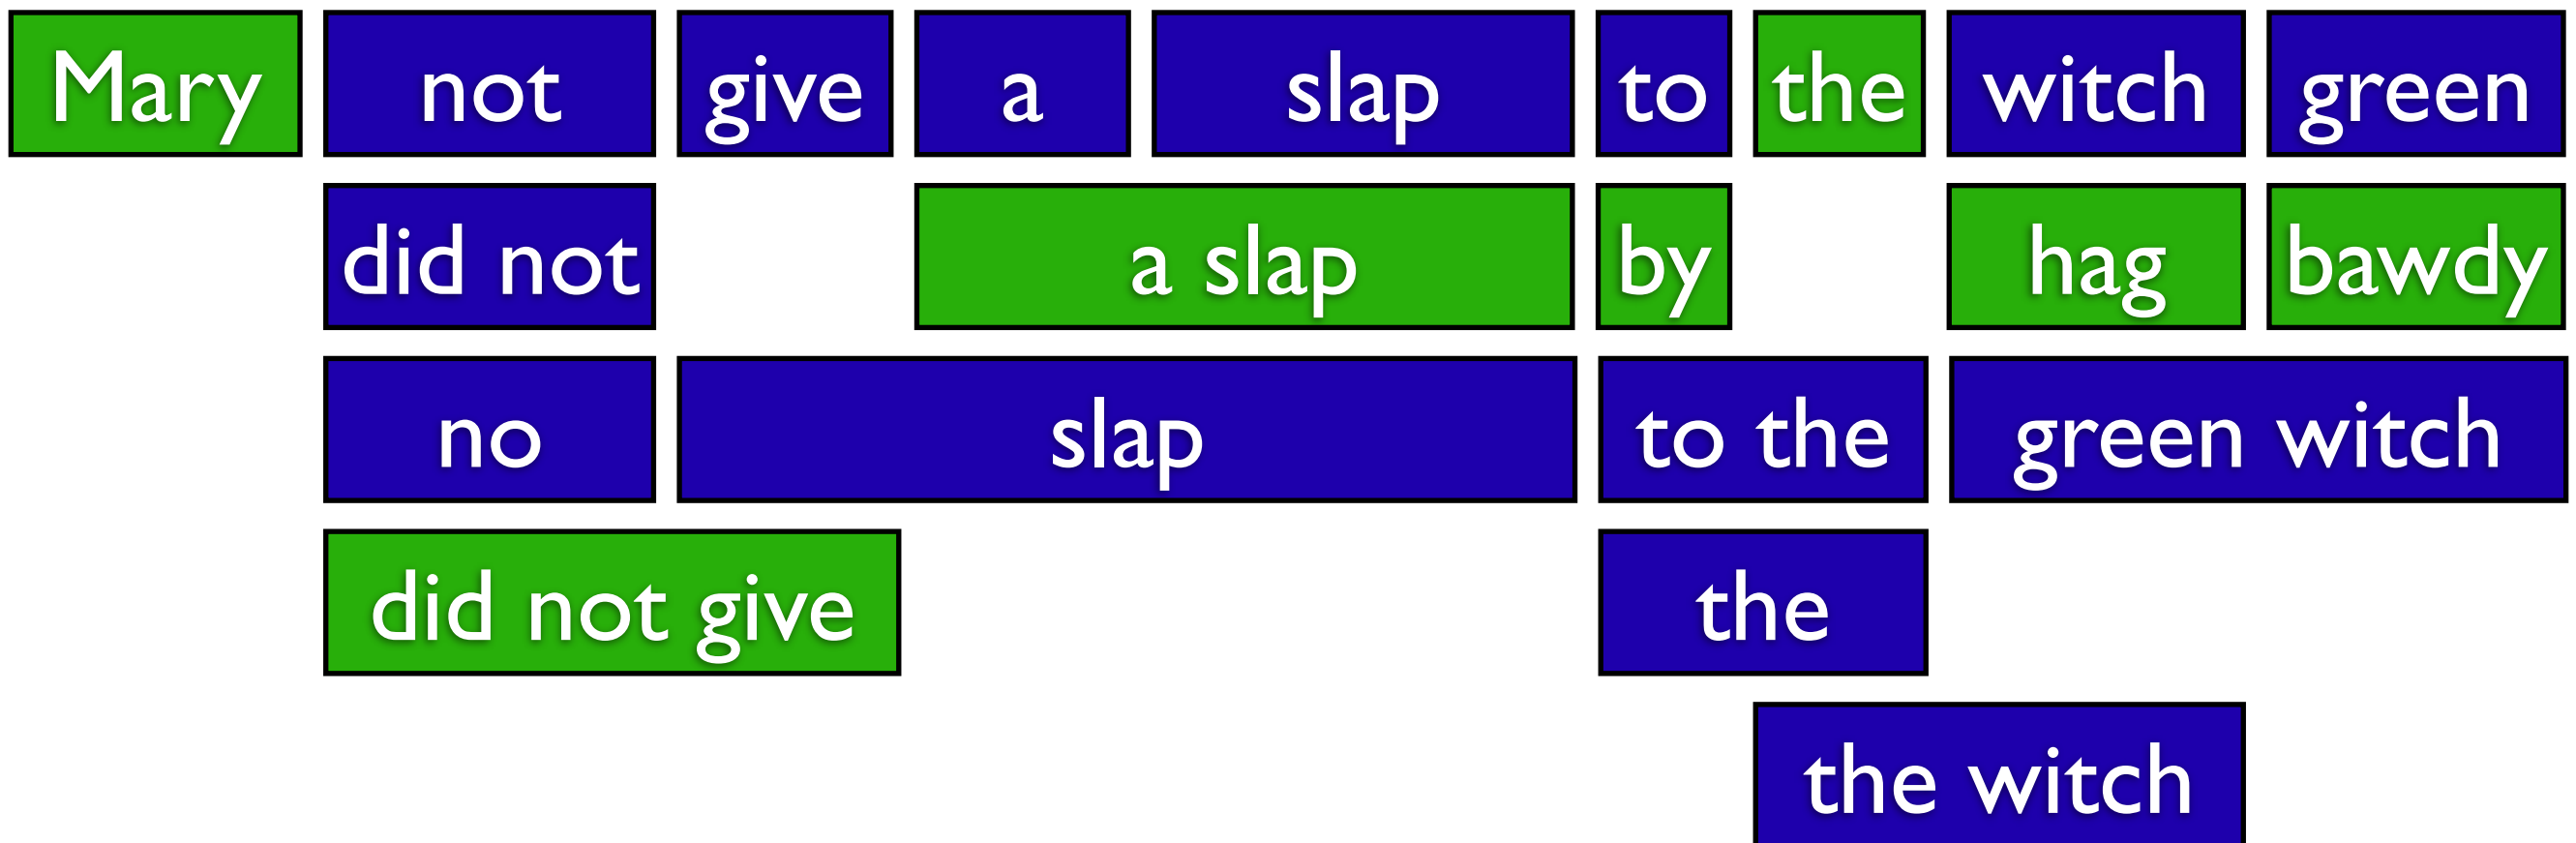 Mary not give a slap to the witch green
did not a slap by hag bawdy
no slap to the green witch
did not give the
the witch